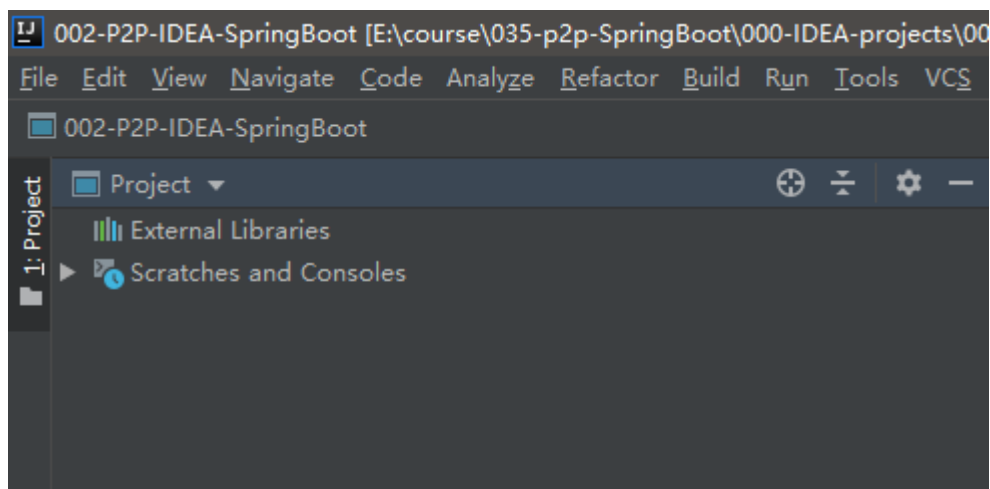 002-P2P-IDEA-SpringBoot [E:\course\035-p2p-SpringBoot\000-IDEA-projects\00
File Edit View Navigate Code Analyze Refactor Build Run Tools VCS
002-P2P-IDEA-SpringBoot
1: Project
Project
External Libraries
Scratches and Consoles